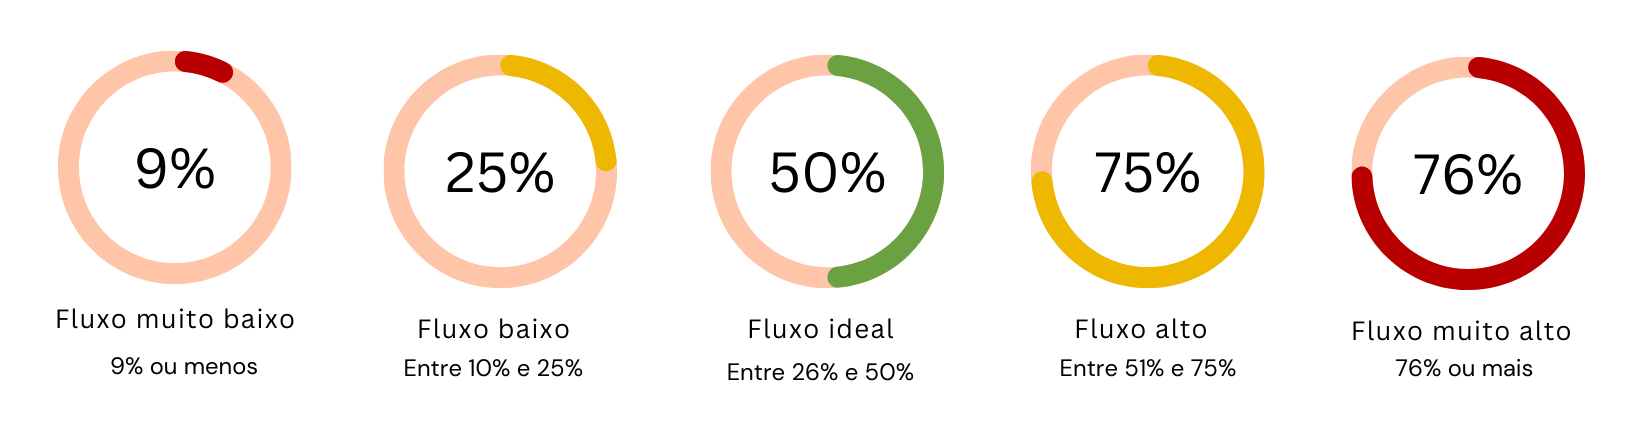 9%
Fluxo muito baixo
9% ou menos
25%
Fluxo baixo
Entre 10% e 25%
50%
Fluxo ideal
Entre 26% e 50%
75%
Fluxo alto
Entre 51% e 75%
76%
Fluxo muito alto
76% ou mais